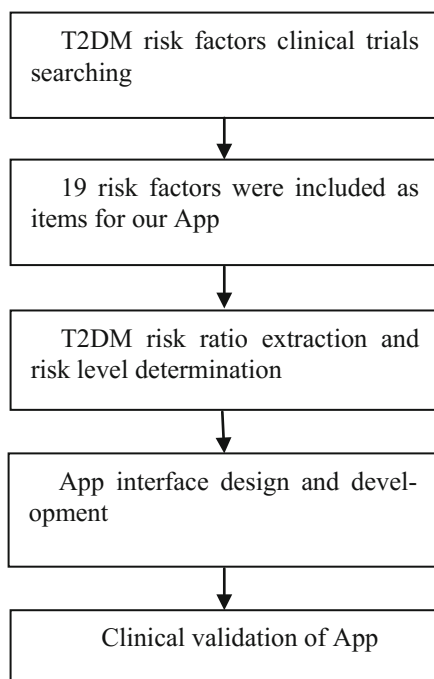 T2DM risk factors clinical trials
searching
19 risk factors were included as
items for our App
T2DM risk ratio extraction and
risk level determination
App interface design and devel-
opment
Clinical validation of App